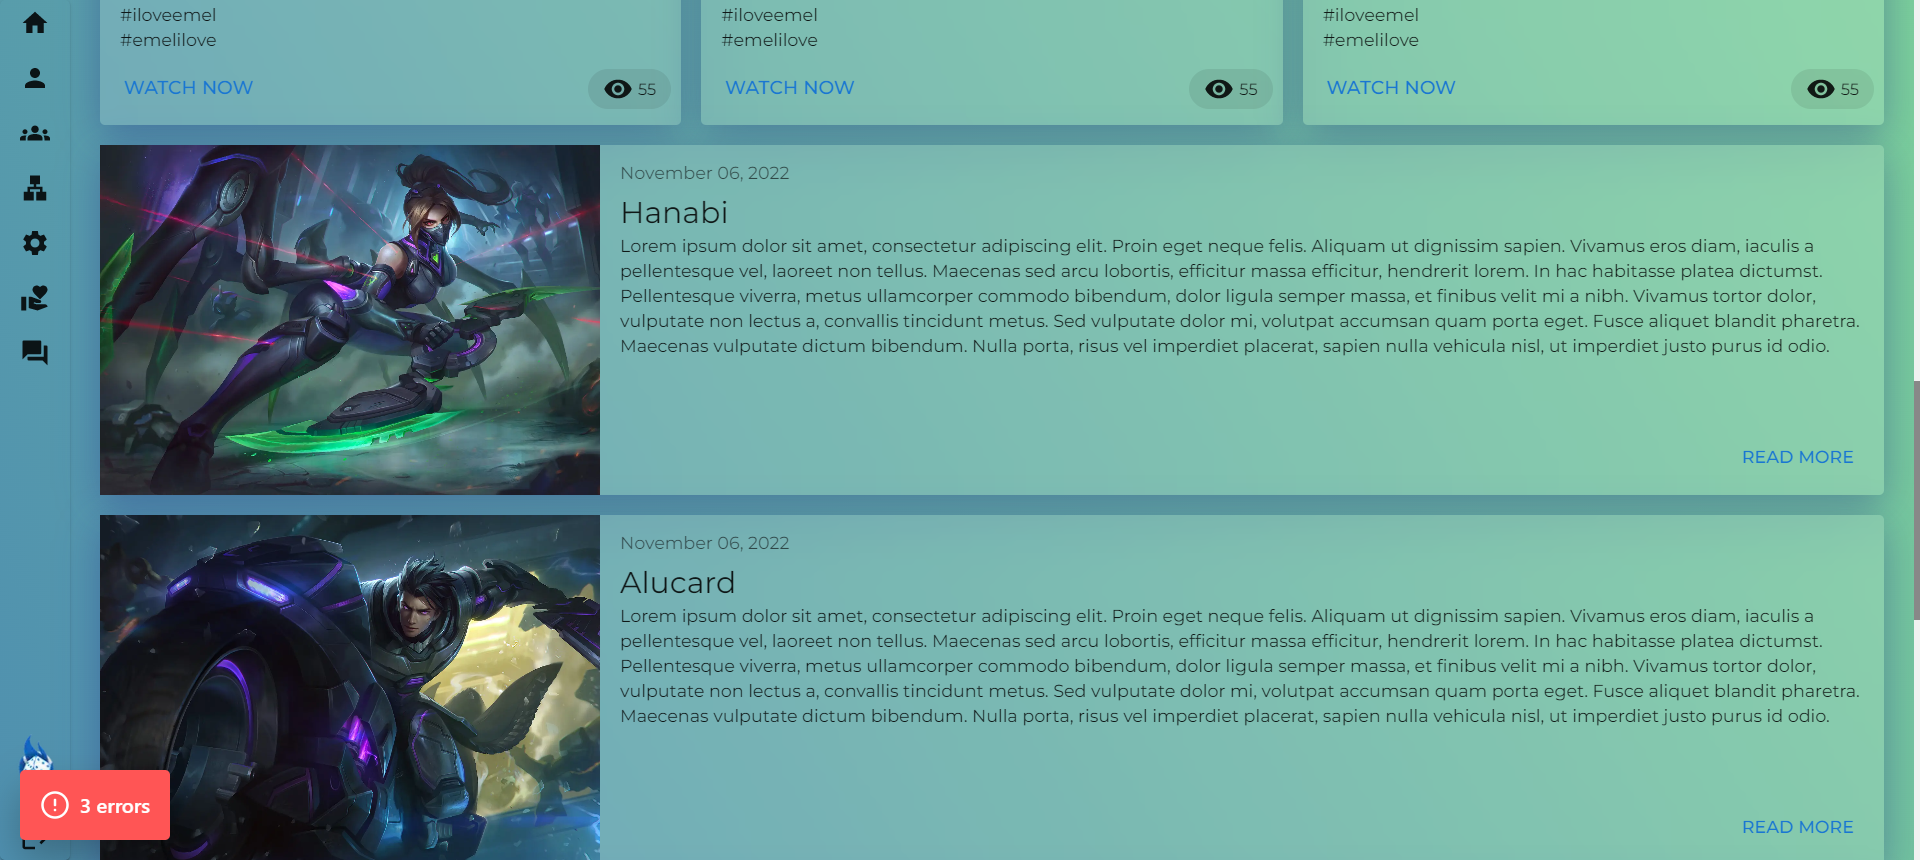 #iloveemel
#emelilove
WATCH NOW
55
#iloveemel
#emelilove
WATCH NOW
55
#iloveemel
#emelilove
WATCH NOW
55
November 06, 2022
Hanabi
Lorem ipsum dolor sit amet, consectetur adipiscing elit. Proin eget neque felis. Aliquam ut dignissim sapien. Vivamus eros diam, iaculis a
pellentesque vel, laoreet non tellus. Maecenas sed arcu lobortis, efficitur massa efficitur, hendrerit lorem. In hac habitasse platea dictumst.
Pellentesque viverra, metus ullamcorper commodo bibendum, dolor ligula semper massa, et finibus velit mi a nibh. Vivamus tortor dolor,
vulputate non lectus a, convallis tincidunt metus. Sed vulputate dolor mi, volutpat accumsan quam porta eget. Fusce aliquet blandit pharetra.
Maecenas vulputate dictum bibendum. Nulla porta, risus vel imperdiet placerat, sapien nulla vehicula nisl, ut imperdiet justo purus id odio.
READ MORE
November 06, 2022
Alucard
Lorem ipsum dolor sit amet, consectetur adipiscing elit. Proin eget neque felis. Aliquam ut dignissim sapien. Vivamus eros diam, iaculis a
pellentesque vel, laoreet non tellus. Maecenas sed arcu lobortis, efficitur massa efficitur, hendrerit lorem. In hac habitasse platea dictumst.
Pellentesque viverra, metus ullamcorper commodo bibendum, dolor ligula semper massa, et finibus velit mi a nibh. Vivamus tortor dolor,
vulputate non lectus a, convallis tincidunt metus. Sed vulputate dolor mi, volutpat accumsan quam porta eget. Fusce aliquet blandit pharetra.
Maecenas vulputate dictum bibendum. Nulla porta, risus vel imperdiet placerat, sapien nulla vehicula nisl, ut imperdiet justo purus id odio.
READ MORE
3 errors